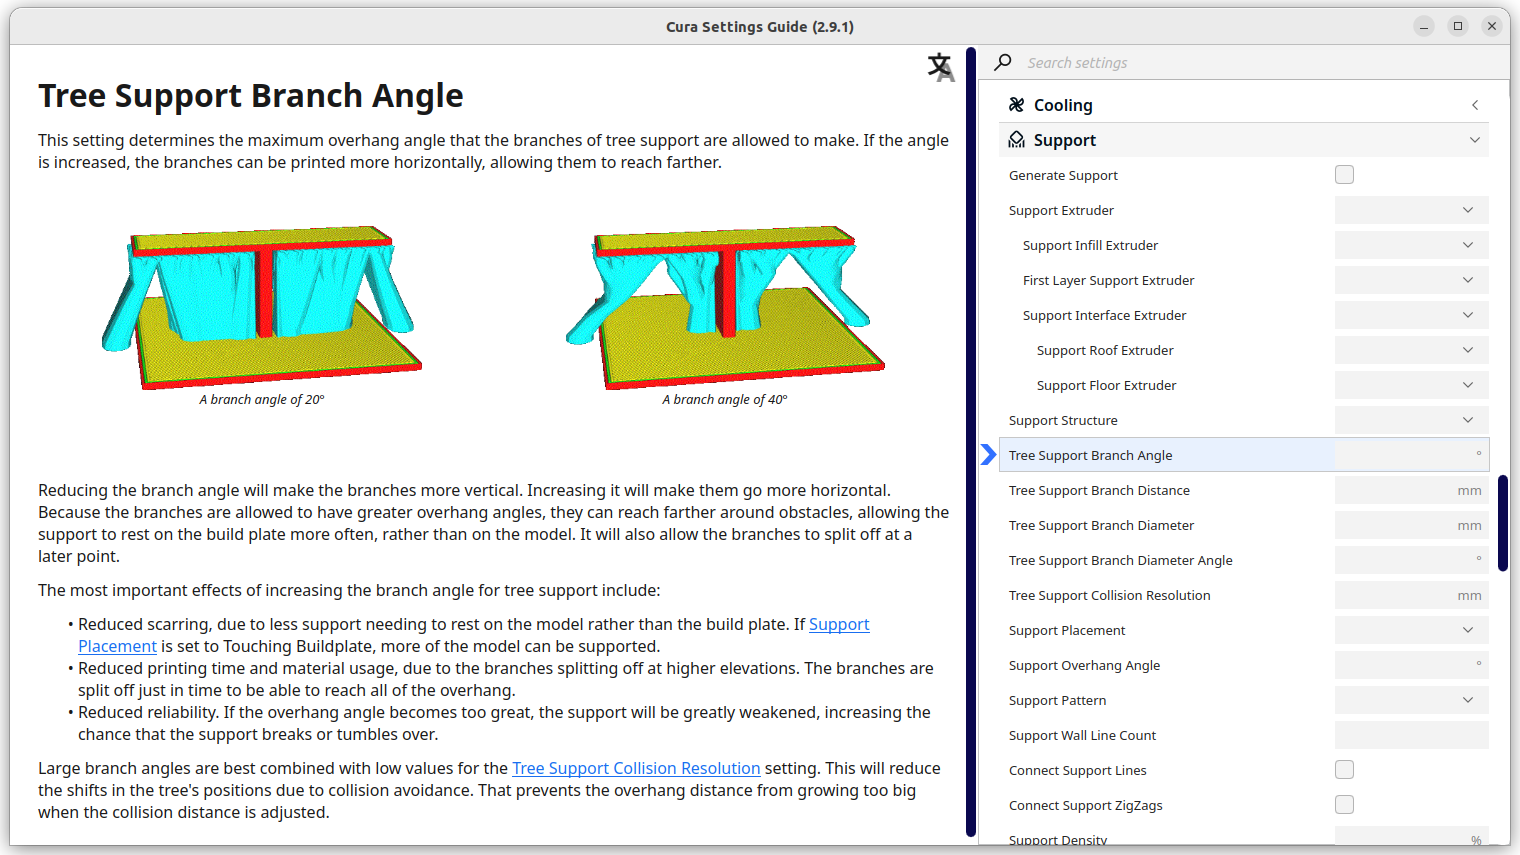 Cura Settings Guide (2.9.1)
Tree Support Branch Angle
This setting determines the maximum overhang angle that the branches of tree support are allowed to make. If the angle
is increased, the branches can be printed more horizontally, allowing them to reach farther.
A branch angle of 20°
A branch angle of 40°
Reducing the branch angle will make the branches more vertical. Increasing it will make them go more horizontal.
Because the branches are allowed to have greater overhang angles, they can reach farther around obstacles, allowing the
support to rest on the build plate more often, rather than on the model. It will also allow the branches to split off at a
later point.
The most important effects of increasing the branch angle for tree support include:
• Reduced scarring, due to less support needing to rest on the model rather than the build plate. If Support
Placement is set to Touching Buildplate, more of the model can be supported.
• Reduced printing time and material usage, due to the branches splitting off at higher elevations. The branches are
split off just in time to be able to reach all of the overhang.
• Reduced reliability. If the overhang angle becomes too great, the support will be greatly weakened, increasing the
chance that the support breaks or tumbles over.
Large branch angles are best combined with low values for the Tree Support Collision Resolution setting. This will reduce
the shifts in the tree's positions due to collision avoidance. That prevents the overhang distance from growing too big
when the collision distance is adjusted.
Search settings
Cooling
Support
Generate Support
Support Extruder
Support Infill Extruder
First Layer Support Extruder
Support Interface Extruder
Support Roof Extruder
Support Floor Extruder
Support Structure
Tree Support Branch Angle °
Tree Support Branch Distance mm
Tree Support Branch Diameter mm
Tree Support Branch Diameter Angle °
Tree Support Collision Resolution mm
Support Placement
Support Overhang Angle °
Support Pattern
Support Wall Line Count
Connect Support Lines
Connect Support ZigZags
Support Density %